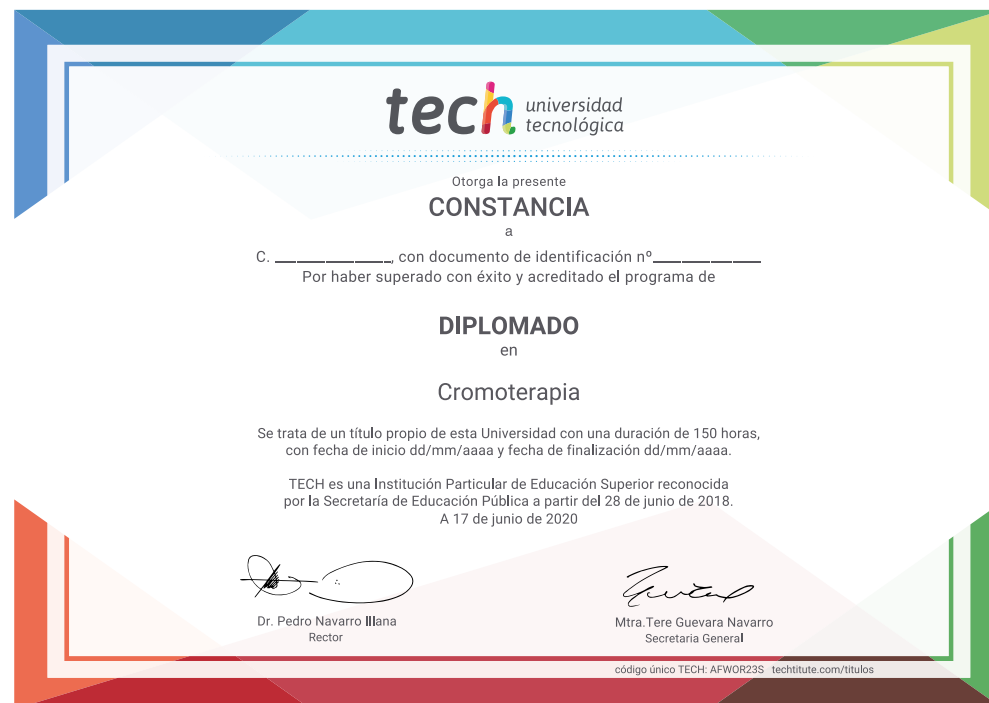 tech universidad
tecnológica
Otorga la presente
CONSTANCIA
a
C. ____________, con documento de identificación nº____________
Por haber superado con éxito y acreditado el programa de
DIPLOMADO
en
Cromoterapia
Se trata de un título propio de esta Universidad con una duración de 150 horas,
con fecha de inicio dd/mm/aaaa y fecha de finalización dd/mm/aaaa.
TECH es una Institución Particular de Educación Superior reconocida
por la Secretaría de Educación Pública a partir del 28 de junio de 2018.
A 17 de junio de 2020
Dr. Pedro Navarro Illana
Rector
Mtra.Tere Guevara Navarro
Secretaria General
código único TECH: AFWOR23S techtitute.com/titulos